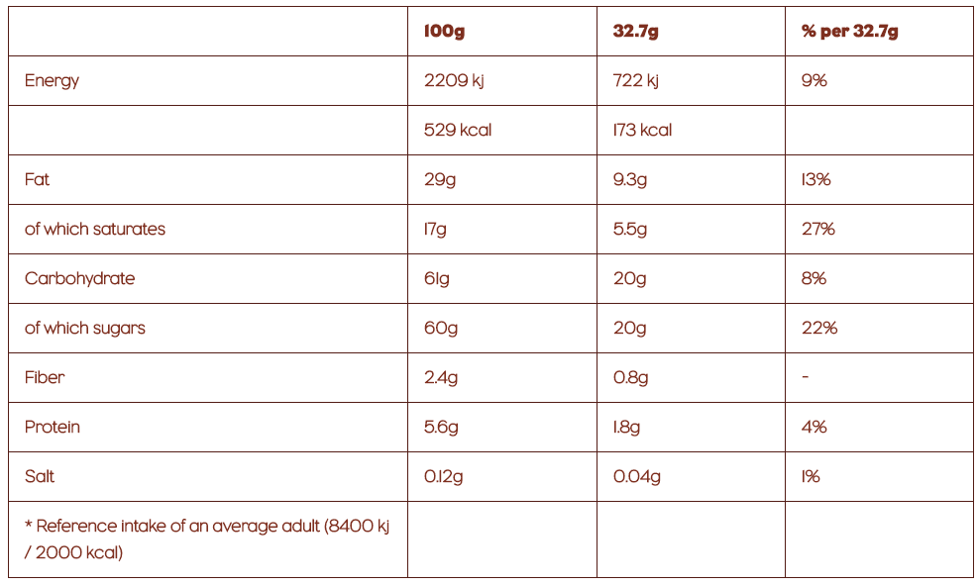 100g 32.7g % per 32.7g
Energy 2209 kj 722 kj 9%
529 kcal 173 kcal
Fat 29g 9.3g 13%
of which saturates 17g 5.5g 27%
Carbohydrate 61g 20g 8%
of which sugars 60g 20g 22%
Fiber 2.4g 0.8g -
Protein 5.6g 1.8g 4%
Salt 0.12g 0.04g 1%
* Reference intake of an average adult (8400 kj
/ 2000 kcal)